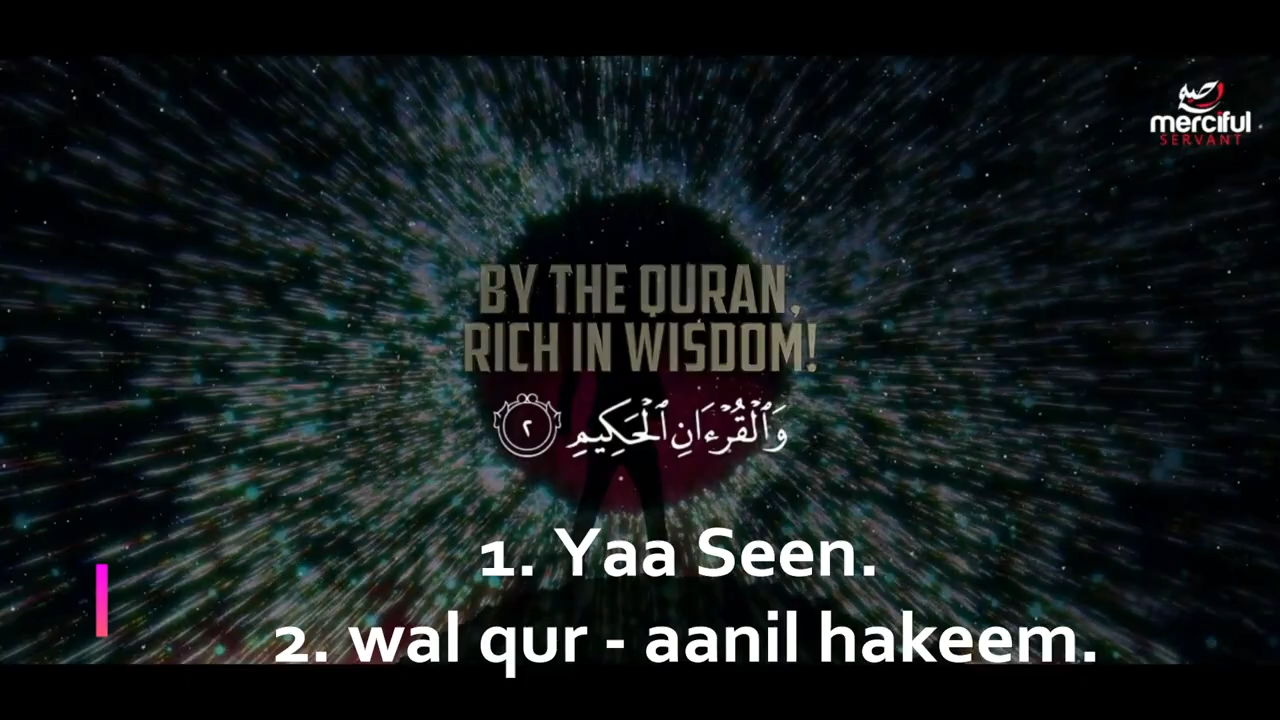 merciful
SERVANT
BY THE QURAN,
RICH IN WISDOM!
وَٱلْقُرْءَانِ ٱلْحَكِيمِ ٢
1. Yaa Seen.
2. wal qur - aanil hakeem.